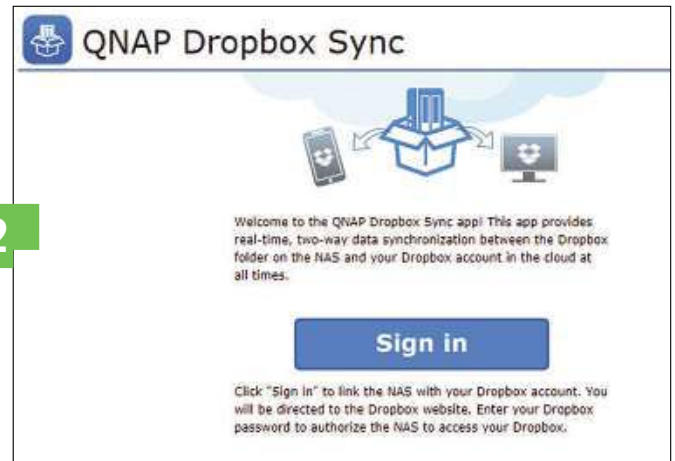 QNAP Dropbox Sync
2
Welcome to the QNAP Dropbox Sync app! This app provides
real-time, two-way data synchronization between the Dropbox
folder on the NAS and your Dropbox account in the cloud at
all times.
Sign in
Click "Sign in" to link the NAS with your Dropbox account. You
will be directed to the Dropbox website. Enter your Dropbox
password to authorize the NAS to access your Dropbox.